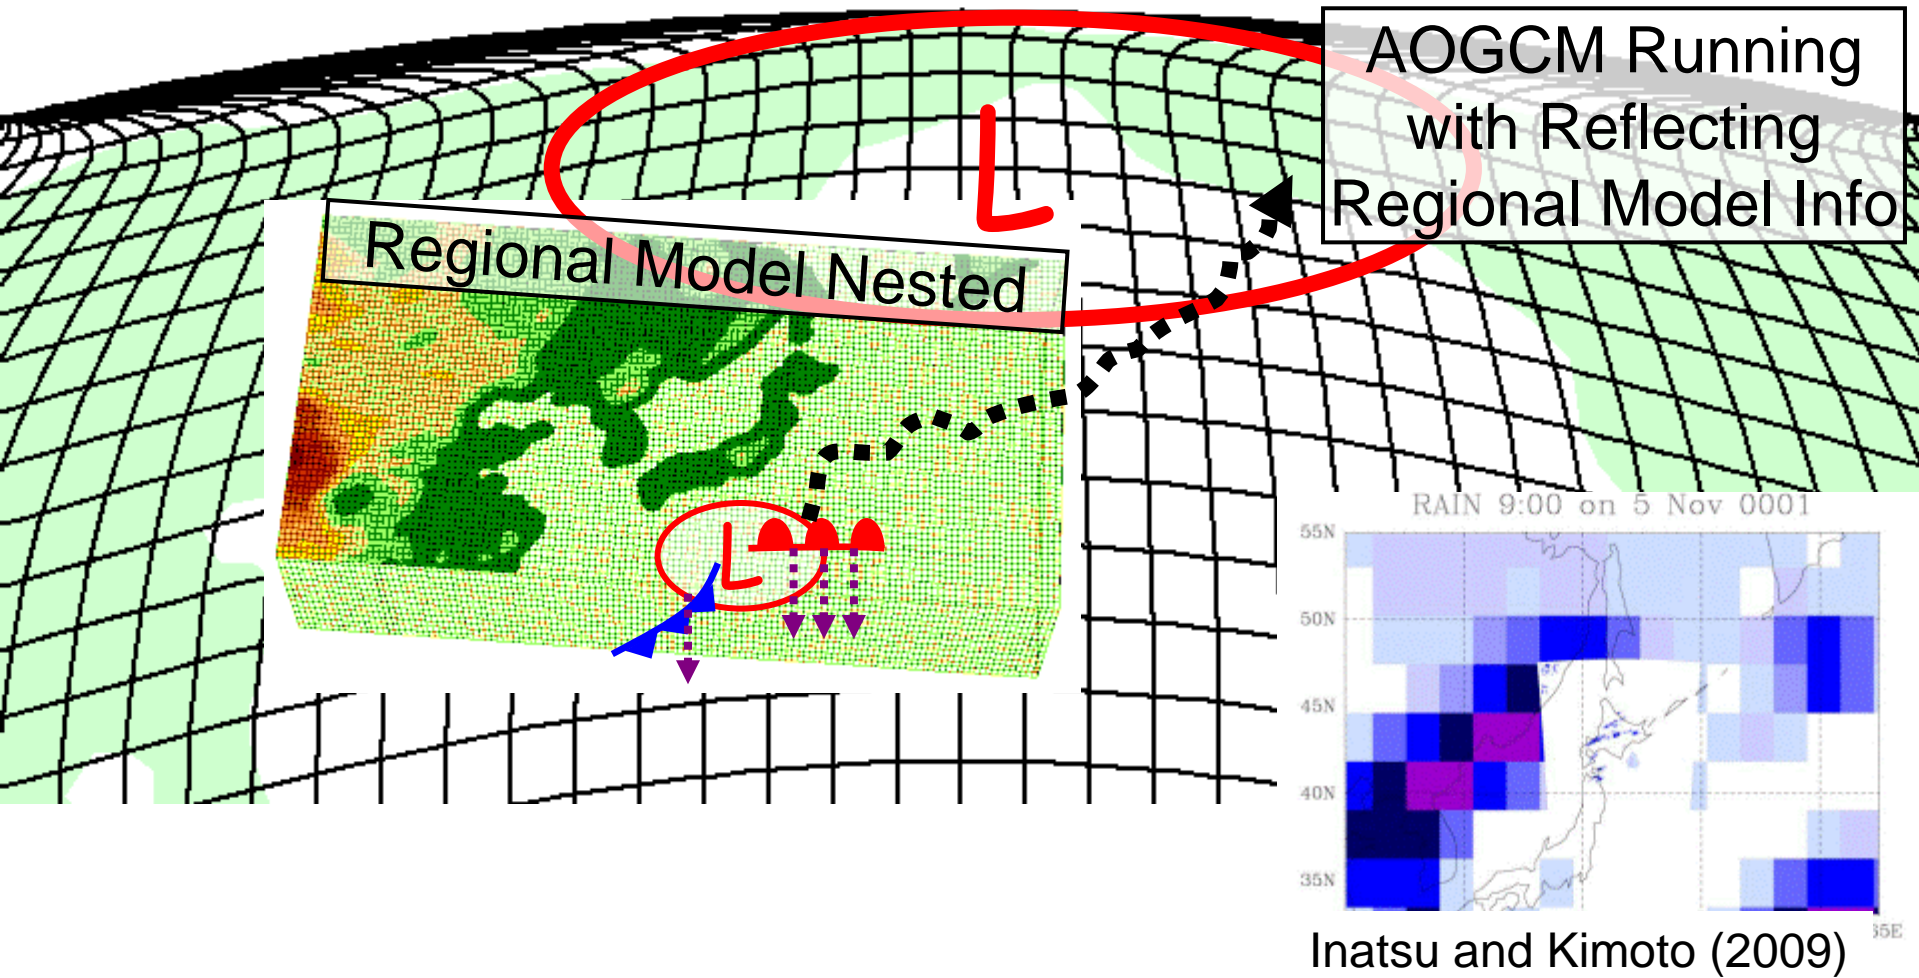 AOGCM Running
with Reflecting
Regional Model Info
L
Regional Model Nested
L
RAIN 9:00 on 5 Nov 0001
55N
50N
45N
40N
35N
55E
Inatsu and Kimoto (2009)